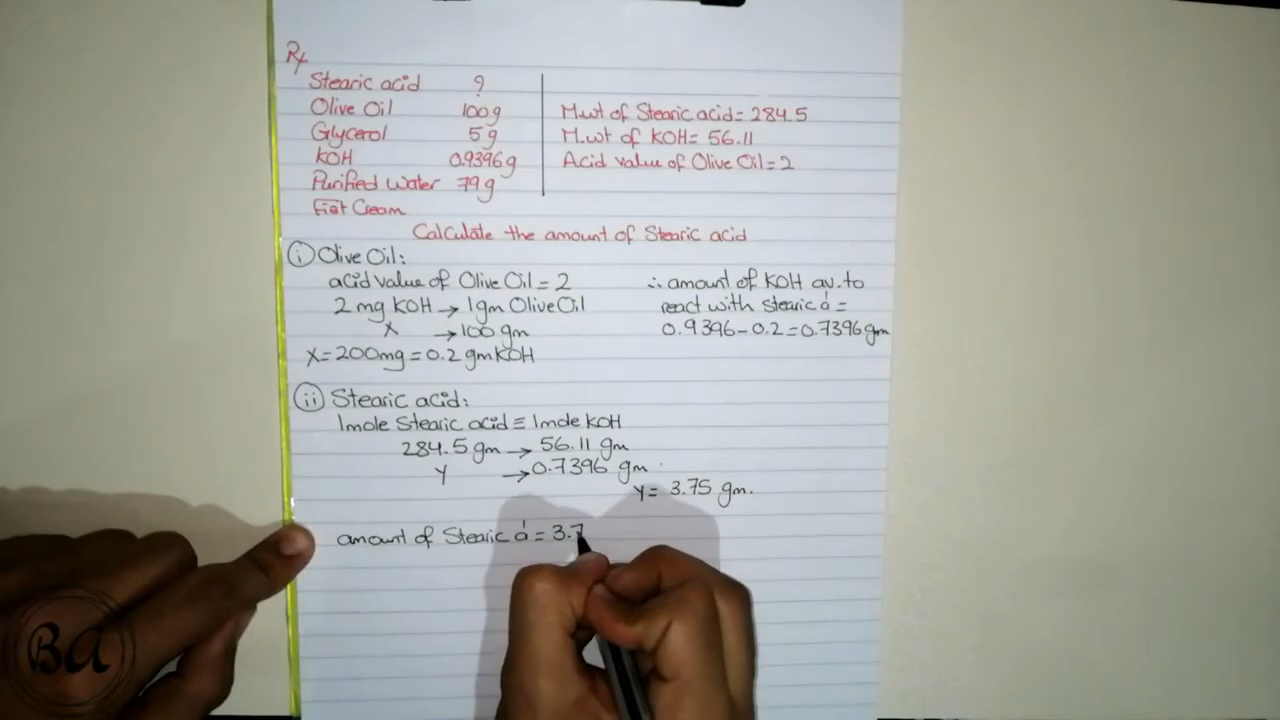 Rx
Stearic acid ?
Olive Oil 100g
Glycerol 5g
KOH 0.9396g
Purified Water 79g
Fiat Cream
M.wt of Stearic acid= 284.5
M.wt of KOH= 56.11
Acid value of Olive Oil=2
Calculate the amount of Stearic acid
i Olive Oil:
acid value of Olive Oil=2
2 mg KOH → 1gm Olive Oil
X → 100 gm
X=200mg=0.2 gm KOH
∴ amount of KOH av. to
react with stearic a' =
0.9396-0.2=0.7396 gm
ii Stearic acid:
1mole Stearic acid ≡ 1mole KOH
284.5 gm → 56.11 gm
Y → 0.7396 gm
Y= 3.75 gm.
amount of Stearic a' = 3.7
BA